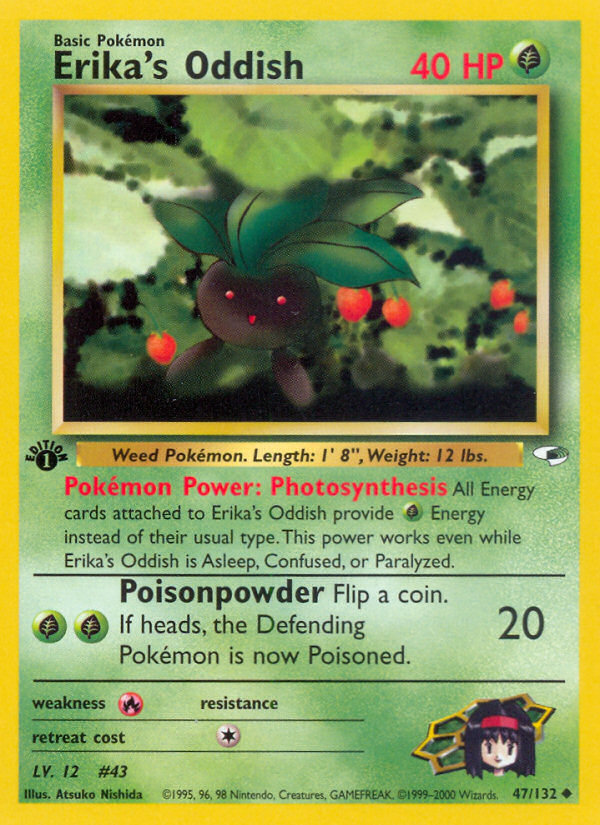 Basic Pokémon
Erika's Oddish 40 HP
EDITION 1
Weed Pokémon. Length: 1' 8", Weight: 12 lbs.
Pokémon Power: Photosynthesis All Energy
cards attached to Erika's Oddish provide Energy
instead of their usual type. This power works even while
Erika's Oddish is Asleep, Confused, or Paralyzed.
Poisonpowder Flip a coin.
If heads, the Defending
Pokémon is now Poisoned.
20
weakness resistance
retreat cost
LV. 12 #43
Illus. Atsuko Nishida ©1995, 96, 98 Nintendo, Creatures, GAMEFREAK. ©1999-2000 Wizards. 47/132